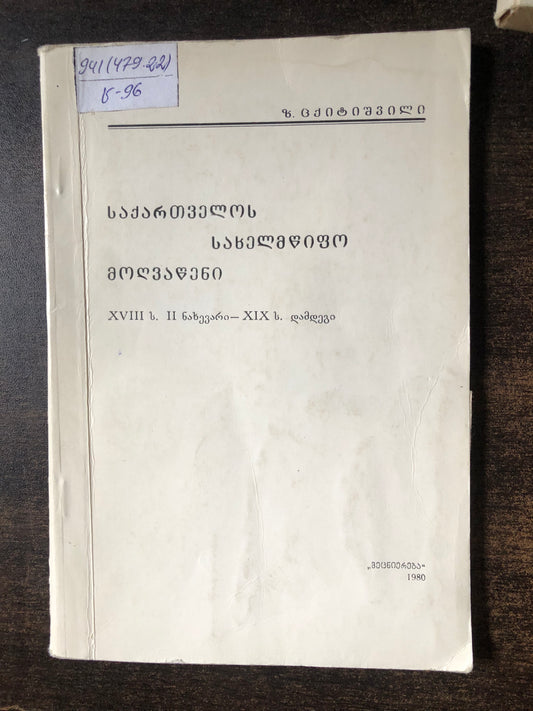 941(479.22)
ც-96
ზ. ცქიტიშვილი
საქართველოს
სახელმწიფო
მოღვაწენი
XVIII ს. II ნახევარი — XIX ს. დამდეგი
„მეცნიერება“
1980